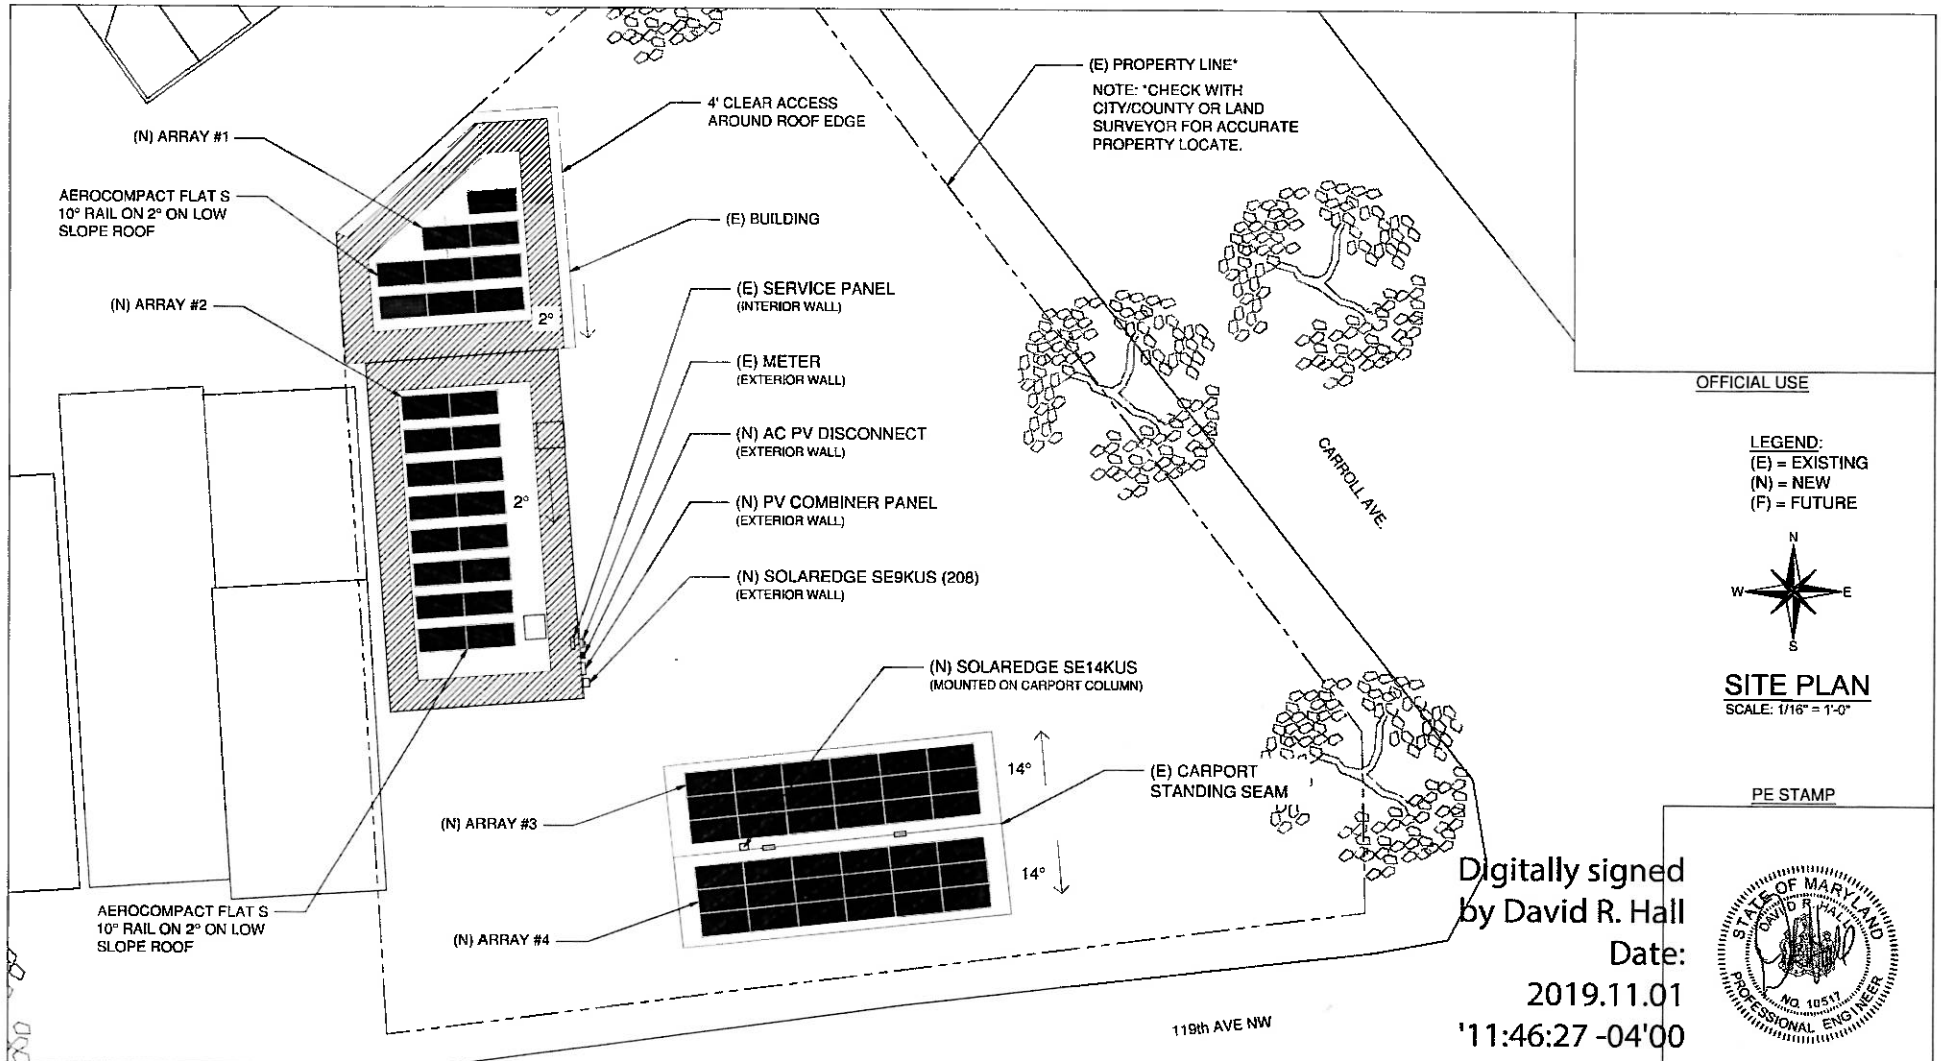 (E) PROPERTY LINE*
NOTE: *CHECK WITH
CITY/COUNTY OR LAND
SURVEYOR FOR ACCURATE
PROPERTY LOCATE.
4' CLEAR ACCESS
AROUND ROOF EDGE
(N) ARRAY #1
AEROCOMPACT FLAT S
10° RAIL ON 2° ON LOW
SLOPE ROOF
(E) BUILDING
(N) ARRAY #2
2°
(E) SERVICE PANEL
(INTERIOR WALL)
(E) METER
(EXTERIOR WALL)
(N) AC PV DISCONNECT
(EXTERIOR WALL)
2°
(N) PV COMBINER PANEL
(EXTERIOR WALL)
(N) SOLAREDGE SE9KUS (208)
(EXTERIOR WALL)
(N) SOLAREDGE SE14KUS
(MOUNTED ON CARPORT COLUMN)
14°
(E) CARPORT
STANDING SEAM
(N) ARRAY #3
14°
AEROCOMPACT FLAT S
10° RAIL ON 2° ON LOW
SLOPE ROOF
(N) ARRAY #4
CARROLL AVE.
119th AVE NW
OFFICIAL USE
LEGEND:
(E) = EXISTING
(N) = NEW
(F) = FUTURE
N
W E
S
SITE PLAN
SCALE: 1/16" = 1'-0"
PE STAMP
Digitally signed
by David R. Hall
Date:
2019.11.01
'11:46:27 -04'00
STATE OF MARYLAND
DAVID R. HALL
NO. 10517
PROFESSIONAL ENGINEER